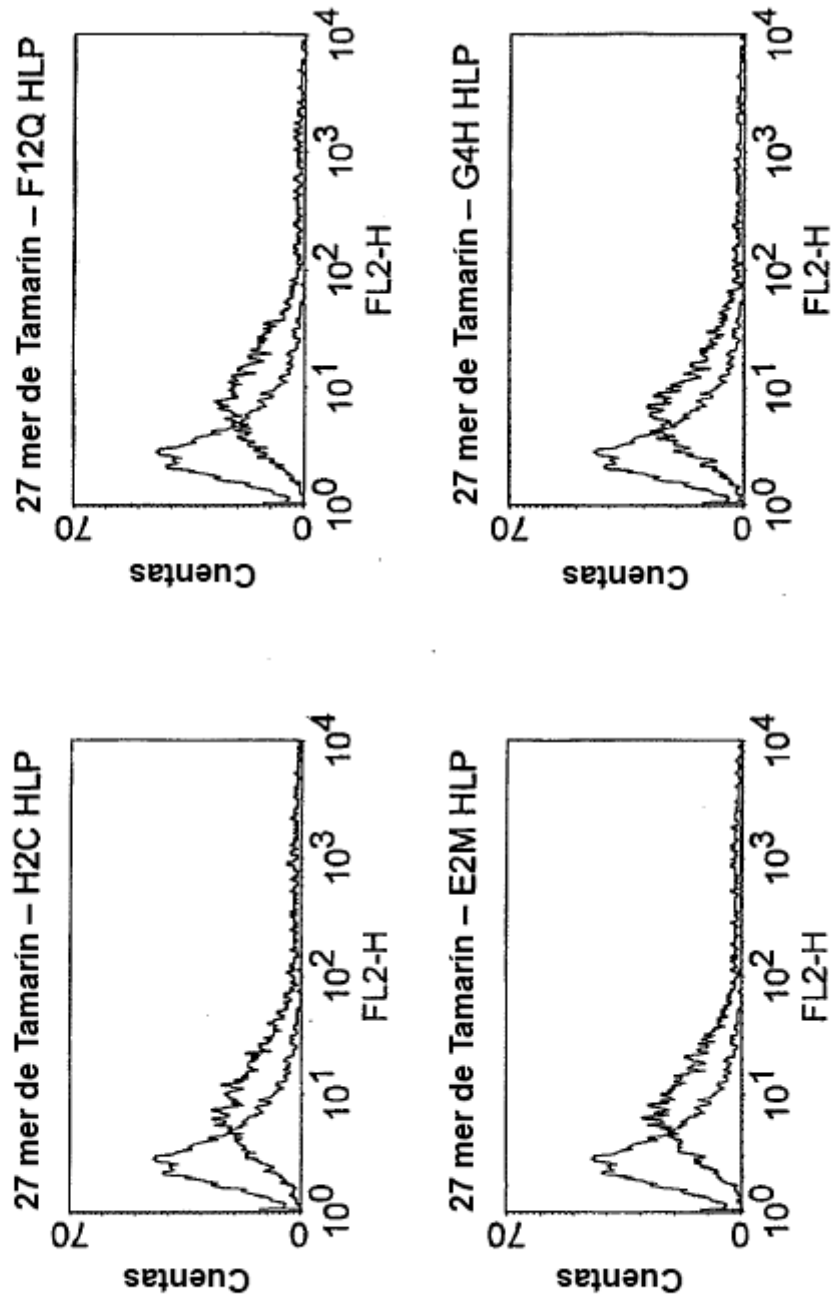 27 mer de Tamarín – H2C HLP
Cuentas
70
0
10⁰ 10¹ 10² 10³ 10⁴
FL2-H
27 mer de Tamarín – F12Q HLP
Cuentas
70
0
10⁰ 10¹ 10² 10³ 10⁴
FL2-H
27 mer de Tamarín – E2M HLP
Cuentas
70
0
10⁰ 10¹ 10² 10³ 10⁴
FL2-H
27 mer de Tamarín – G4H HLP
Cuentas
70
0
10⁰ 10¹ 10² 10³ 10⁴
FL2-H